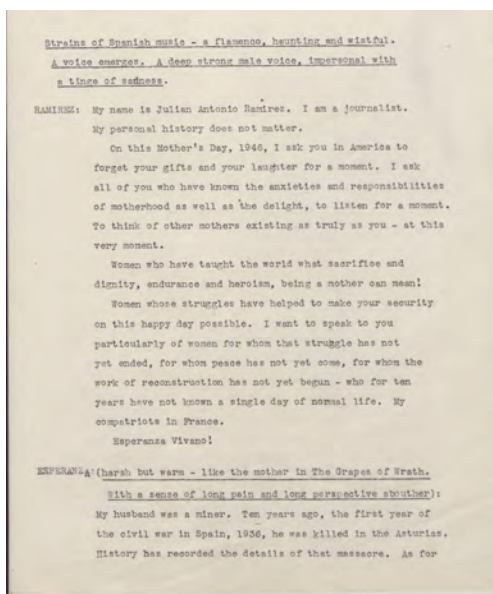 Streins of Spanish music - a flamenco, haunting and wistful.
A voice emerges. A deep strong male voice, impersonal with
a tinge of sadness.
RAMIREZ: My name is Julian Antonio Ramirez. I am a journalist.
My personal history does not matter.
On this Mother's Day, 1946, I ask you in America to
forget your gifts and your laughter for a moment. I ask
all of you who have known the anxieties and responsibilities
of motherhood as well as the delight, to listen for a moment.
To think of other mothers existing as truly as you - at this
very moment.
Women who have taught the world what sacrifice and
dignity, endurance and heroism, being a mother can mean!
Women whose struggles have helped to make your security
on this happy day possible. I want to speak to you
particularly of women for whom that struggle has not
yet ended, for whom peace has not yet come, for whom the
work of reconstruction has not yet begun - who for ten
years have not known a single day of normal life. My
compatriots in France.
Esperanza Vivano!
ESPERANZA: (harsh but warm - like the mother in The Grapes of Wrath.
With a sense of long pain and long perspective abouther):
My husband was a miner. Ten years ago, the first year of
the civil war in Spain, 1936, he was killed in the Asturias.
History has recorded the details of that massacre. As for